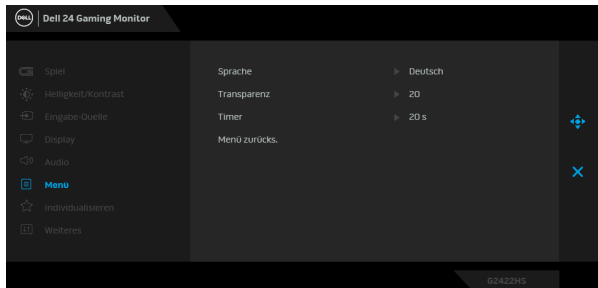 DELL Dell 24 Gaming Monitor
Spiel
Helligkeit/Kontrast
Eingabe-Quelle
Display
Audio
Menü
Individualisieren
Weiteres
Sprache Deutsch
Transparenz 20
Timer 20 s
Menü zurücks.
G2422HS